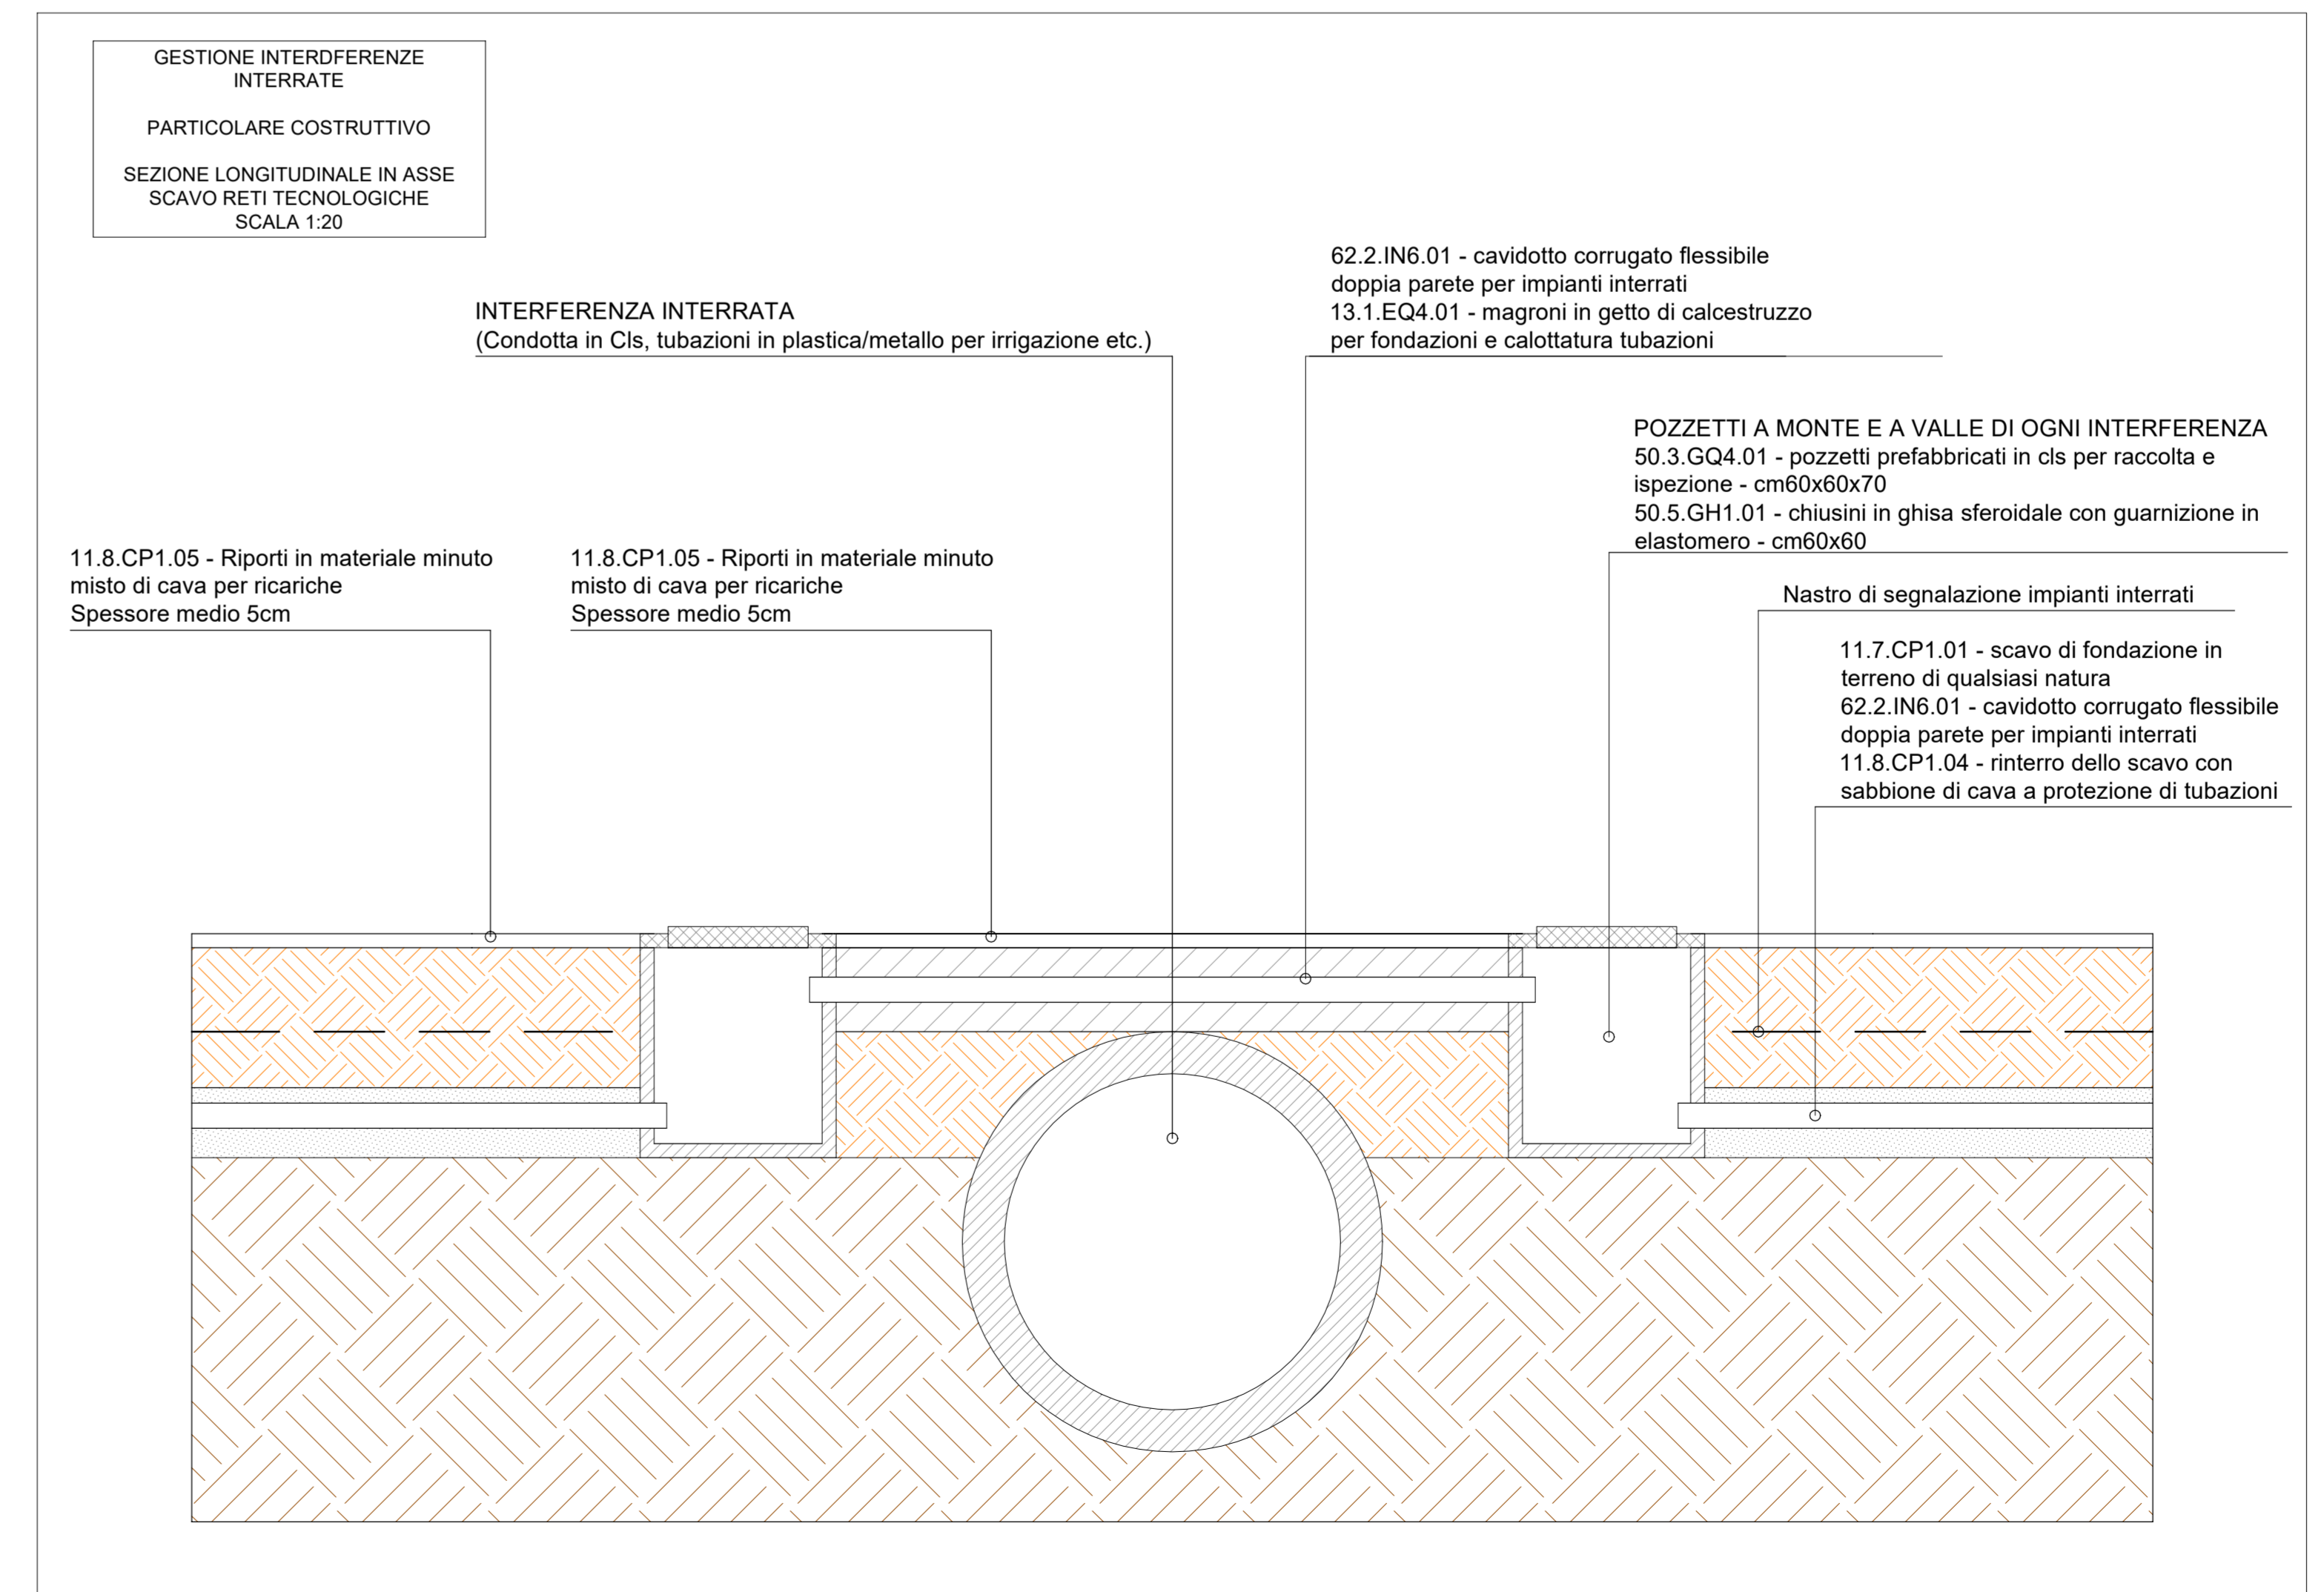 GESTIONE INTERDFERENZE
INTERRATE
PARTICOLARE COSTRUTTIVO
SEZIONE LONGITUDINALE IN ASSE
SCAVO RETI TECNOLOGICHE
SCALA 1:20
62.2.IN6.01 - cavidotto corrugato flessibile
doppia parete per impianti interrati
13.1.EQ4.01 - magroni in getto di calcestruzzo
per fondazioni e calottatura tubazioni
INTERFERENZA INTERRATA
(Condotta in Cls, tubazioni in plastica/metallo per irrigazione etc.)
POZZETTI A MONTE E A VALLE DI OGNI INTERFERENZA
50.3.GQ4.01 - pozzetti prefabbricati in cls per raccolta e
ispezione - cm60x60x70
50.5.GH1.01 - chiusini in ghisa sferoidale con guarnizione in
elastomero - cm60x60
11.8.CP1.05 - Riporti in materiale minuto
misto di cava per ricariche
Spessore medio 5cm
11.8.CP1.05 - Riporti in materiale minuto
misto di cava per ricariche
Spessore medio 5cm
Nastro di segnalazione impianti interrati
11.7.CP1.01 - scavo di fondazione in
terreno di qualsiasi natura
62.2.IN6.01 - cavidotto corrugato flessibile
doppia parete per impianti interrati
11.8.CP1.04 - rinterro dello scavo con
sabbione di cava a protezione di tubazioni